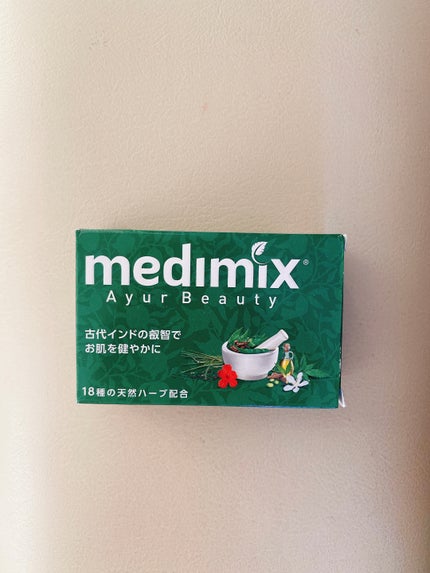 medimix®
Ayur Beauty
古代インドの叡智で
お肌を健やかに
18種の天然ハーブ配合